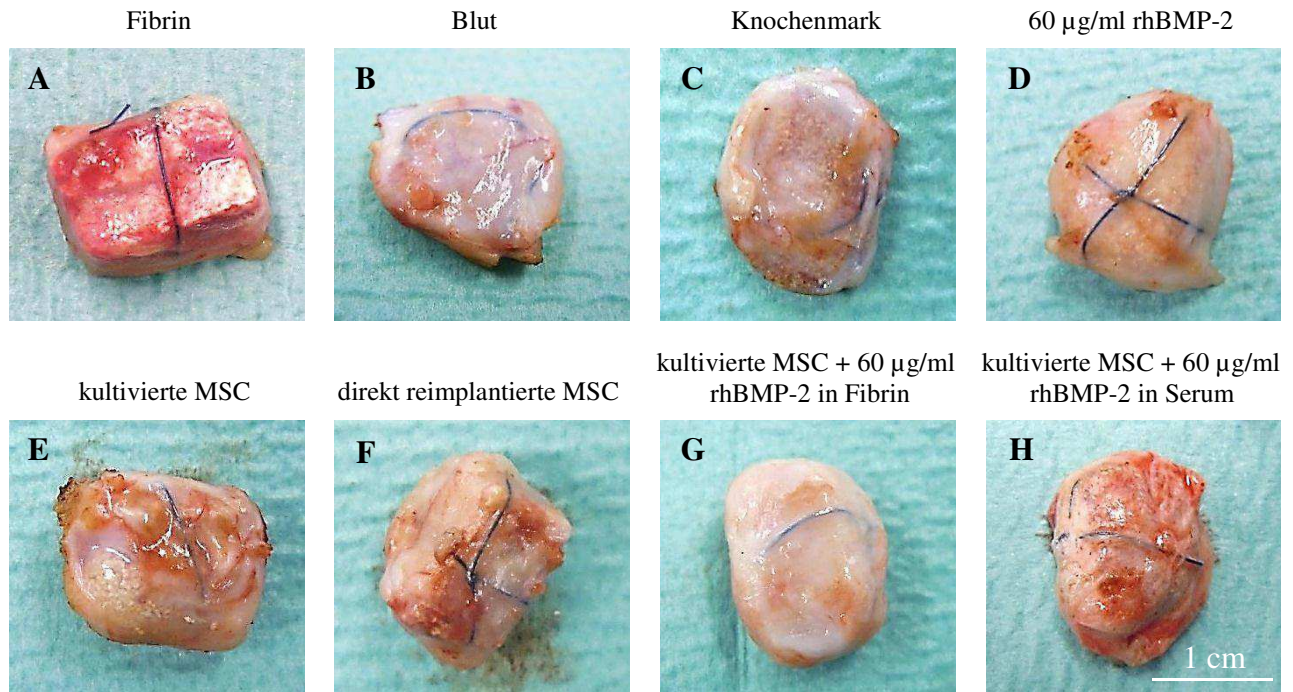 Fibrin
Blut
Knochenmark
60 µg/ml rhBMP-2
A
B
C
D
kultivierte MSC
direkt reimplantierte MSC
kultivierte MSC + 60 µg/ml
rhBMP-2 in Fibrin
kultivierte MSC + 60 µg/ml
rhBMP-2 in Serum
E
F
G
H
1 cm